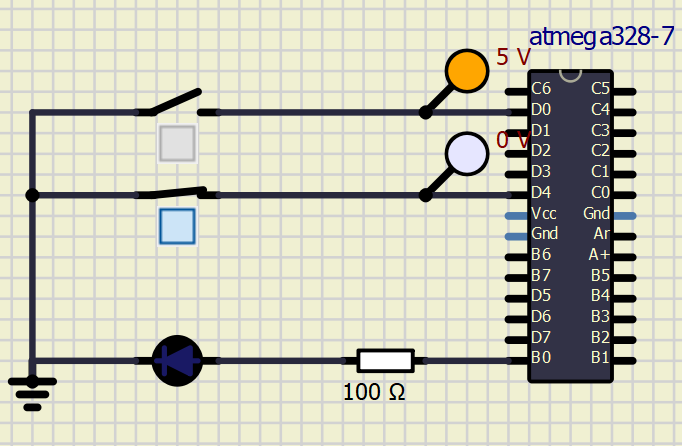 atmega328-7
5 V
0 V
C6 C5
D0 C4
D1 C3
D2 C2
D3 C1
D4 C0
Vcc Gnd
Gnd Ar
B6 A+
B7 B5
D5 B4
D6 B3
D7 B2
B0 B1
100 Ω